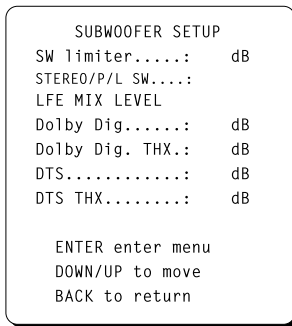 SUBWOOFER SETUP
SW limiter.....: dB
STEREO/P/L SW....:
LFE MIX LEVEL
Dolby Dig......: dB
Dolby Dig. THX.: dB
DTS............: dB
DTS THX........: dB
ENTER enter menu
DOWN/UP to move
BACK to return